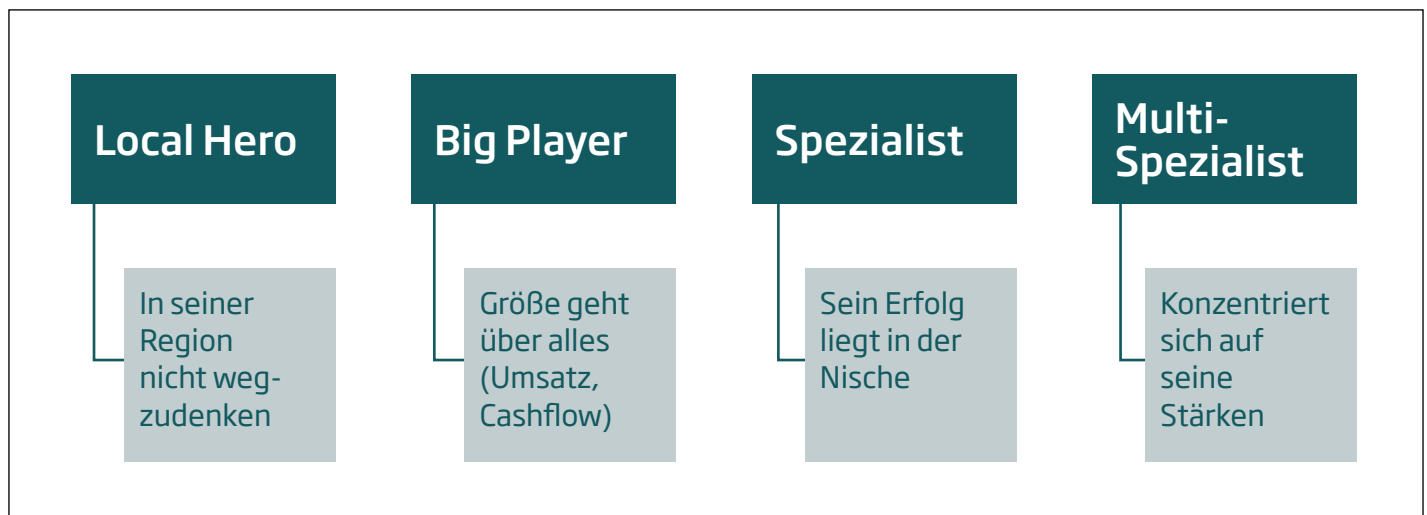 Local Hero
In seiner
Region
nicht weg-
zudenken
Big Player
Größe geht
über alles
(Umsatz,
Cashflow)
Spezialist
Sein Erfolg
liegt in der
Nische
Multi-
Spezialist
Konzentriert
sich auf
seine
Stärken